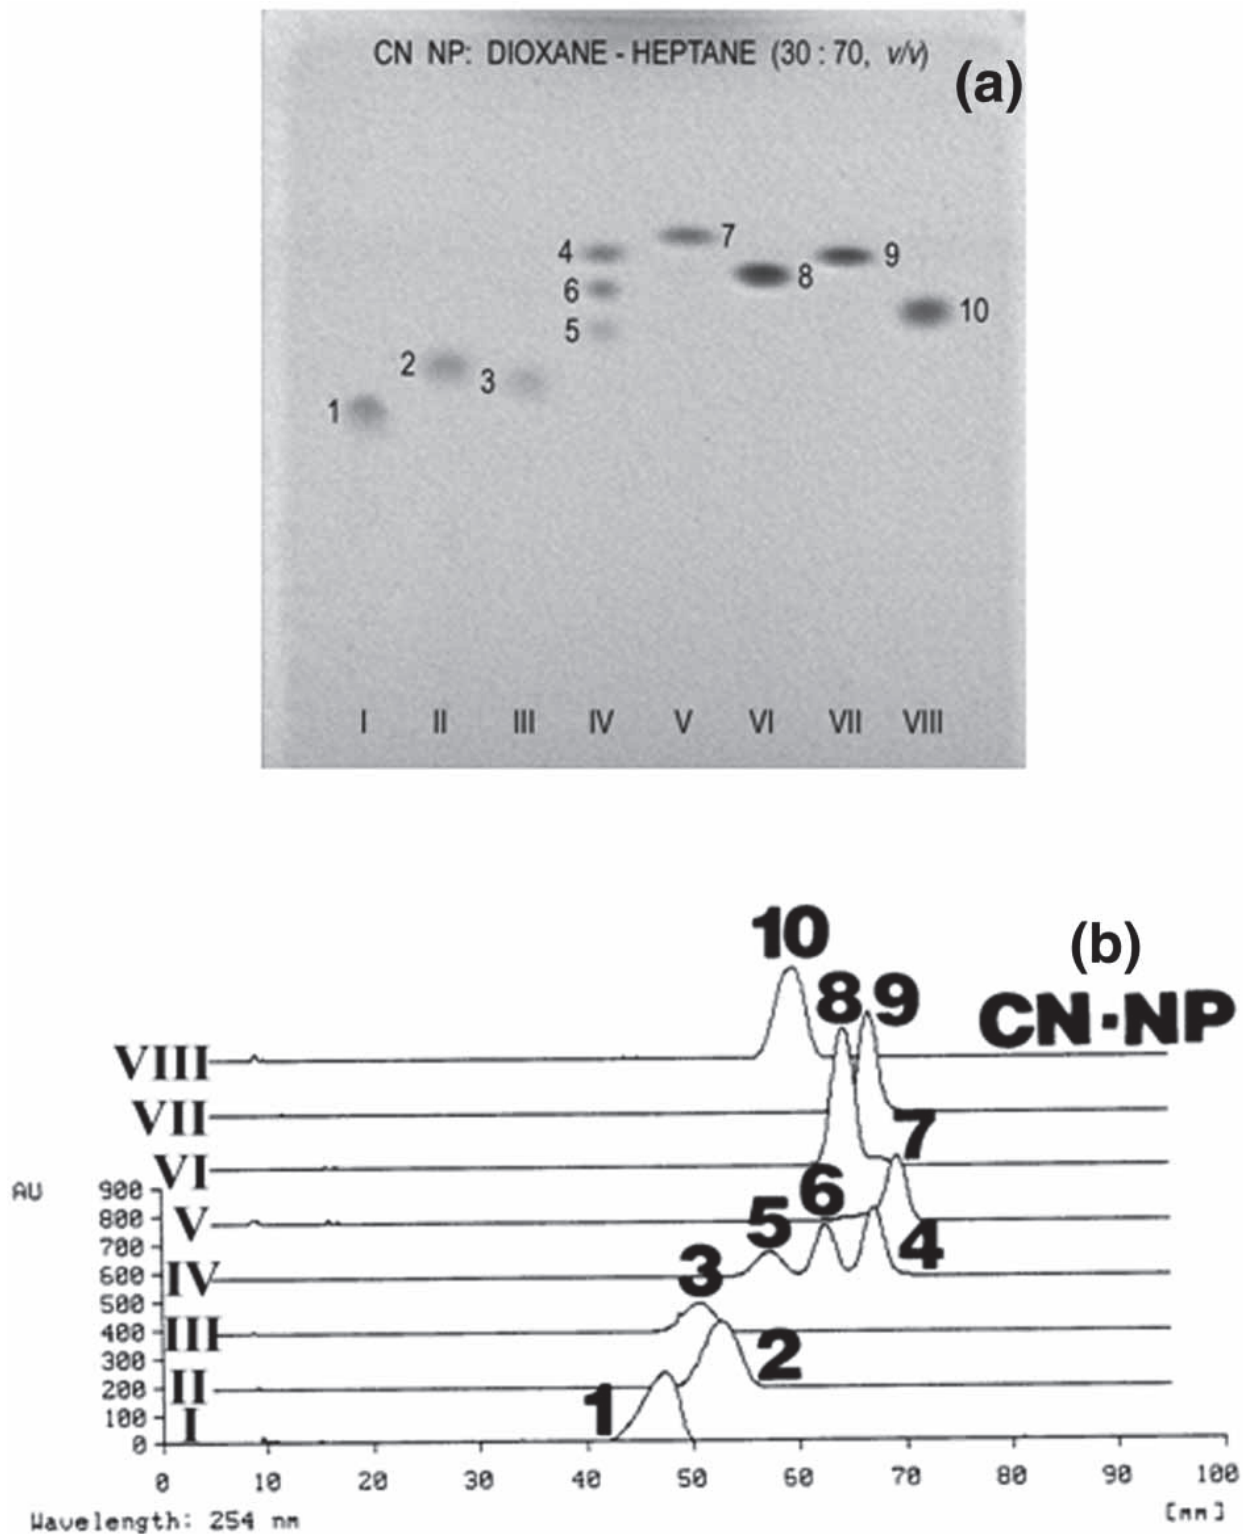 CN NP: DIOXANE - HEPTANE (30 : 70, v/v)
(a)
7
4
9
8
6
10
5
2
3
1
I II III IV V VI VII VIII
10
(b)
8 9
CN·NP
VIII
VII
7
VI
6
AU
900
800
V
5
700
4
600
IV
3
500
400
III
300
2
200
II
1
100
I
0
0 10 20 30 40 50 60 70 80 90 100
Wavelength: 254 nm
[mm]